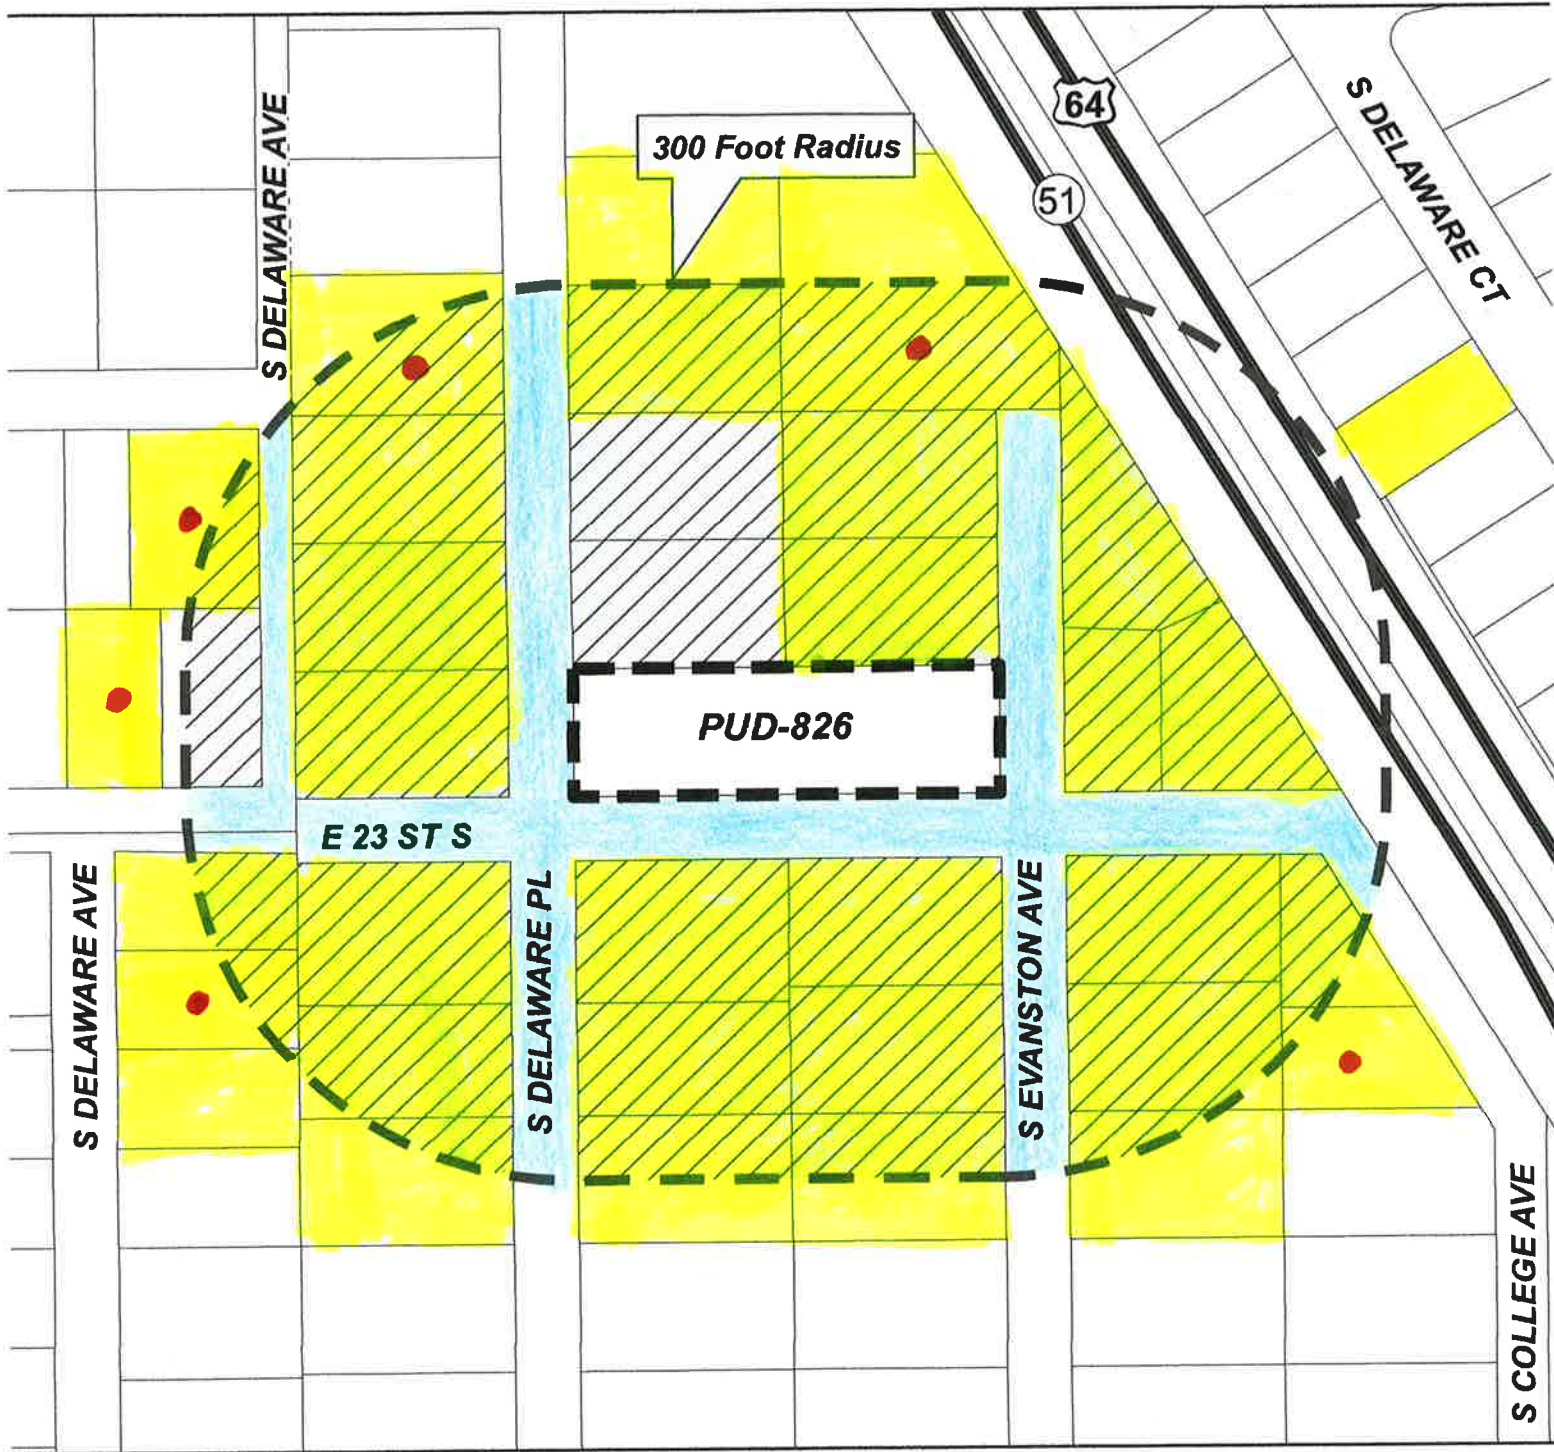 64
S DELAWARE CT
S DELAWARE AVE
300 Foot Radius
51
PUD-826
E 23 ST S
S DELAWARE AVE
S DELAWARE PL
S EVANSTON AVE
S COLLEGE AVE